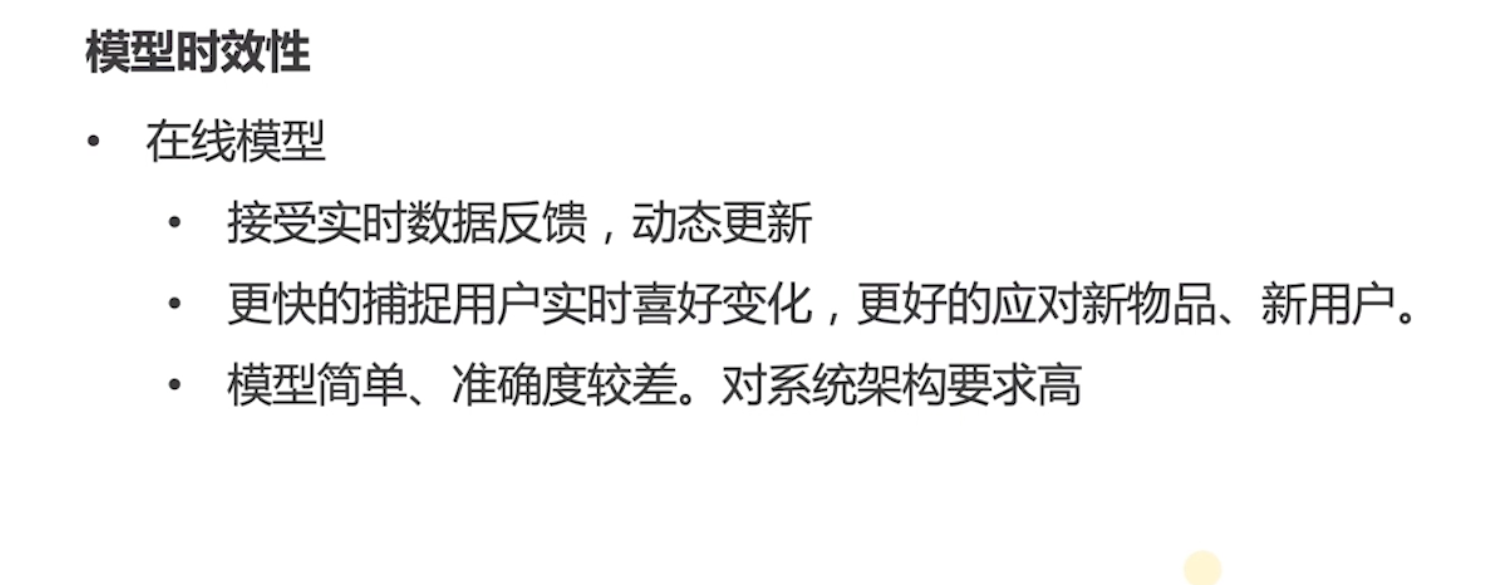 模型时效性
• 在线模型
• 接受实时数据反馈，动态更新
• 更快的捕捉用户实时喜好变化，更好的应对新物品、新用户。
• 模型简单、准确度较差。对系统架构要求高